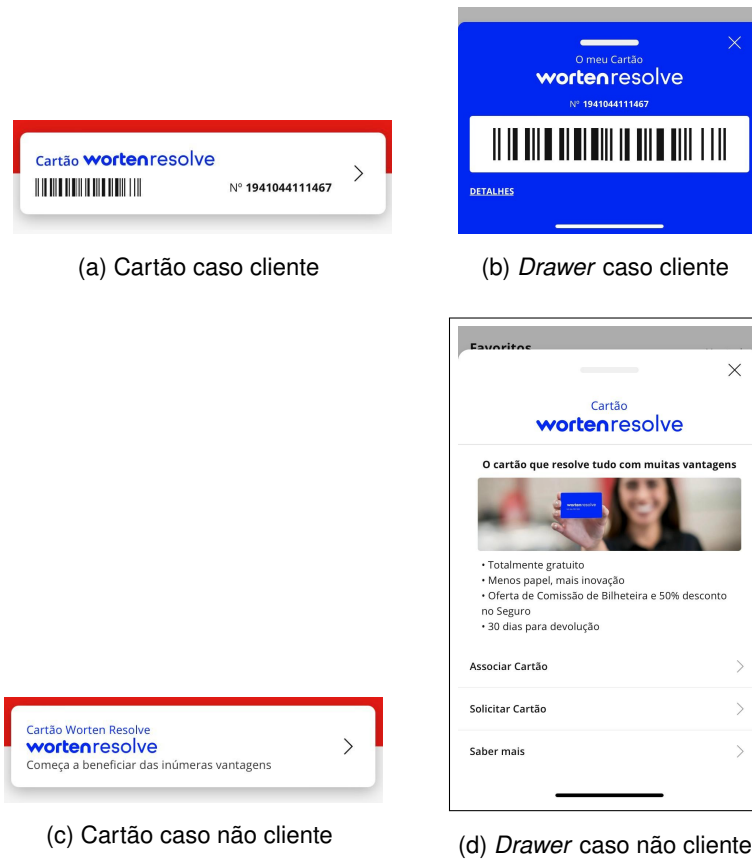 Cartão wortenresolve
Nº 1941044111467
(a) Cartão caso cliente
O meu Cartão
wortenresolve
Nº 1941044111467
DETALHES
(b) Drawer caso cliente
Cartão Worten Resolve
wortenresolve
Começa a beneficiar das inúmeras vantagens
(c) Cartão caso não cliente
Favoritos
Cartão
wortenresolve
O cartão que resolve tudo com muitas vantagens
wortenresolve
• Totalmente gratuito
• Menos papel, mais inovação
• Oferta de Comissão de Bilheteira e 50% desconto
no Seguro
• 30 dias para devolução
Associar Cartão
Solicitar Cartão
Saber mais
(d) Drawer caso não cliente